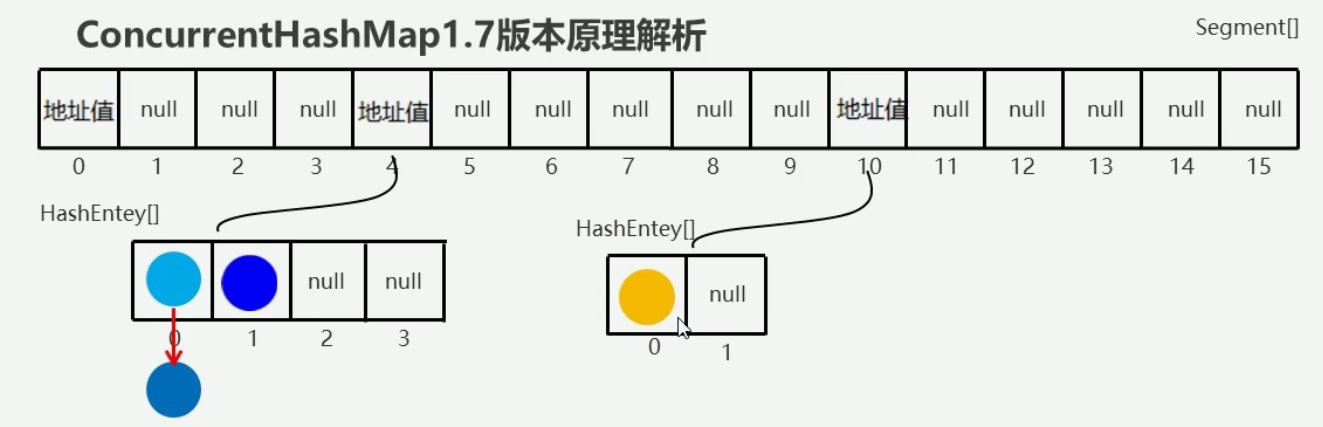 ConcurrentHashMap1.7版本原理解析
Segment[]
地址值 null null null 地址值 null null null null null 地址值 null null null null null
0 1 2 3 4 5 6 7 8 9 10 11 12 13 14 15
HashEntey[]
null null
0 1 2 3
HashEntey[]
null
0 1